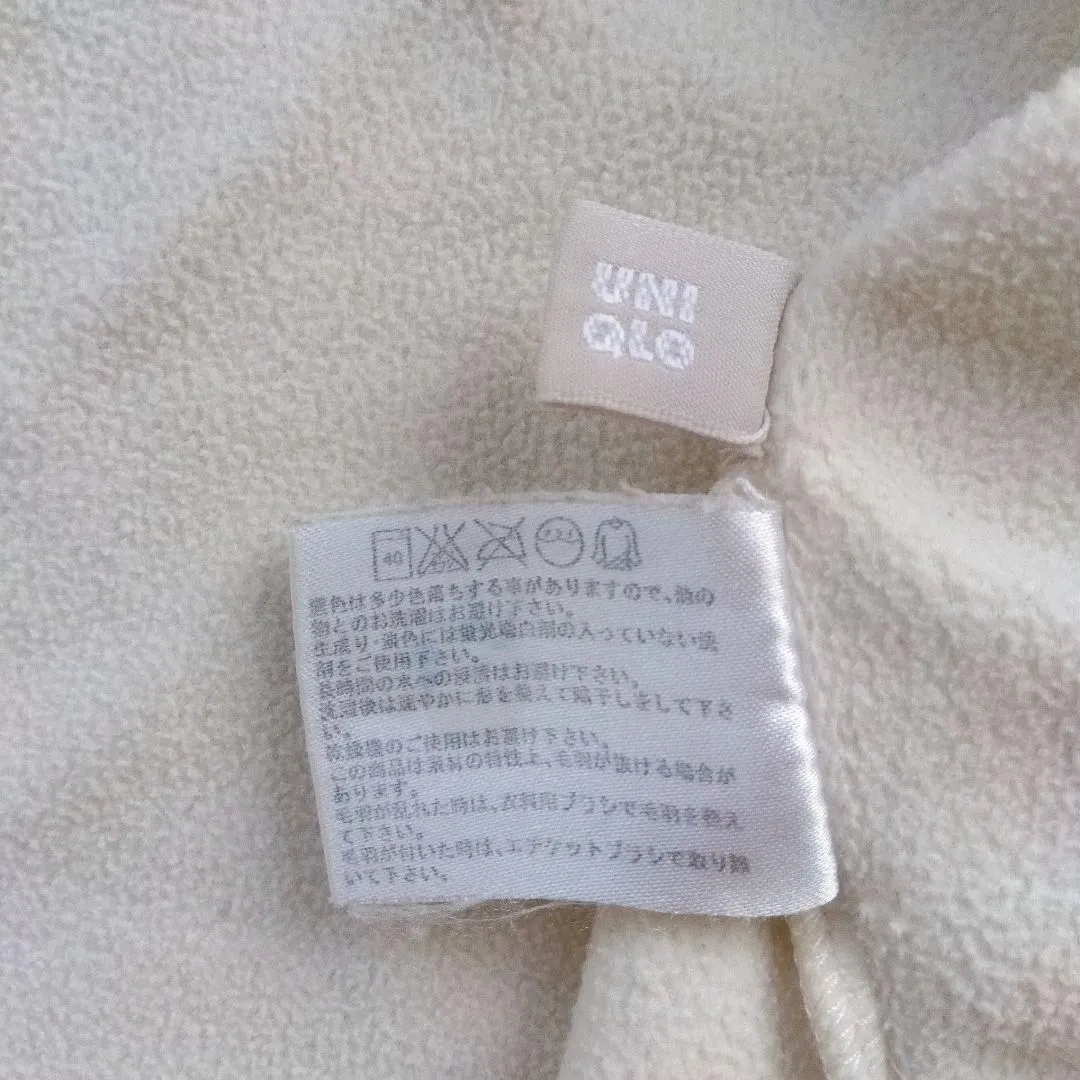 UNI
QLO
40
濃色は多少色落ちする事がありますので、他の
物とのお洗濯はお避け下さい。
生成り・淡色には蛍光増白剤の入っていない洗
剤をご使用下さい。
長時間の水への浸漬はお避け下さい。
洗濯後は速やかに形を整えて陰干しをして下さ
い。
乾燥機のご使用はお避け下さい。
この商品は素材の特性上、毛羽が抜ける場合が
あります。
毛羽が乱れた時は、衣料用ブラシで毛羽を整え
て下さい。
毛羽が付いた時は、エチケットブラシで取り除
いて下さい。